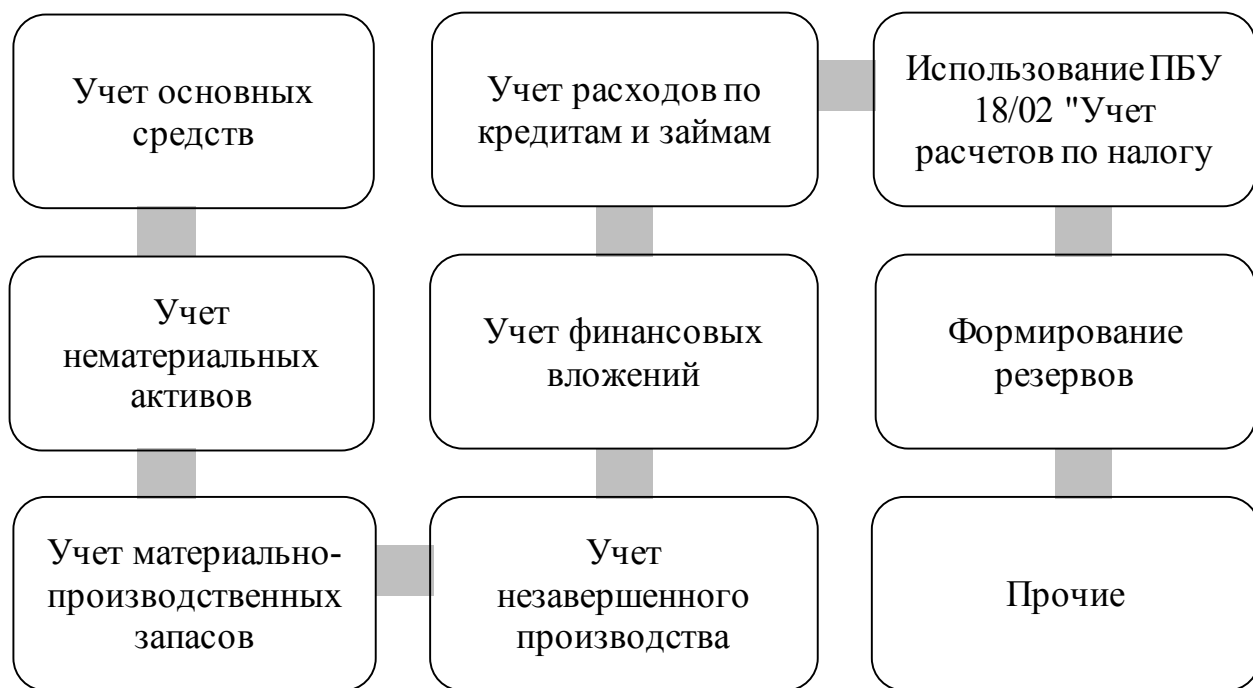 Учет основных
средств
Учет
нематериальных
активов
Учет материально-
производственных
запасов
Учет
незавершенного
производства
Учет финансовых
вложений
Учет расходов по
кредитам и займам
Использование ПБУ
18/02 "Учет
расчетов по налогу
Формирование
резервов
Прочие